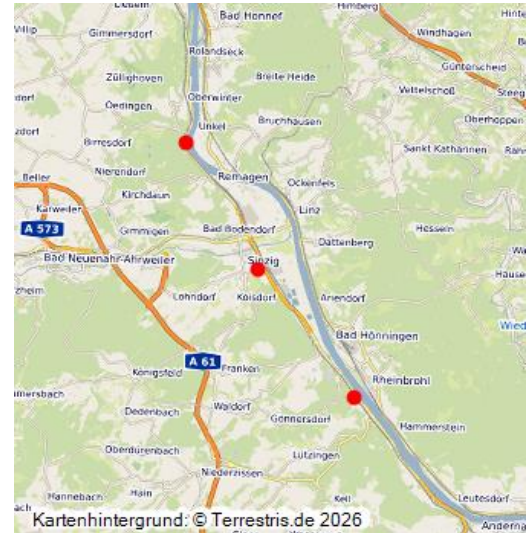 Bad Honnef
Himberg
Villip
Gimmersdorf
Windhagen
Rolandseck
Günterscheid
Züllighoven
Breite Heide
Vettelschoß
Oedingen
Oberwinter
Unkel
Bruchhausen
Oberhoppen
Birresdorf
Sankt Katharinen
Nierendorf
Remagen
Ockenfels
Beller
Kirchdaun
Karweiler
Linz
A 573
Gimmigen
Bad Bodendorf
Dattenberg
Hesseln
Bad Neuenahr-Ahrweiler
Sinzig
Lohndorf
Koisdorf
Ariendorf
Wied
Bad Hönningen
A 61
Königsfeld
Franken
Rheinbrohl
Dedenbach
Waldorf
Gönnersdorf
Hammerstein
Oberdürenbach
Lützingen
Niederzissen
Hannebach
Hain
Kell
Leutesdorf
Kartenhintergrund: © Terrestris.de 2026